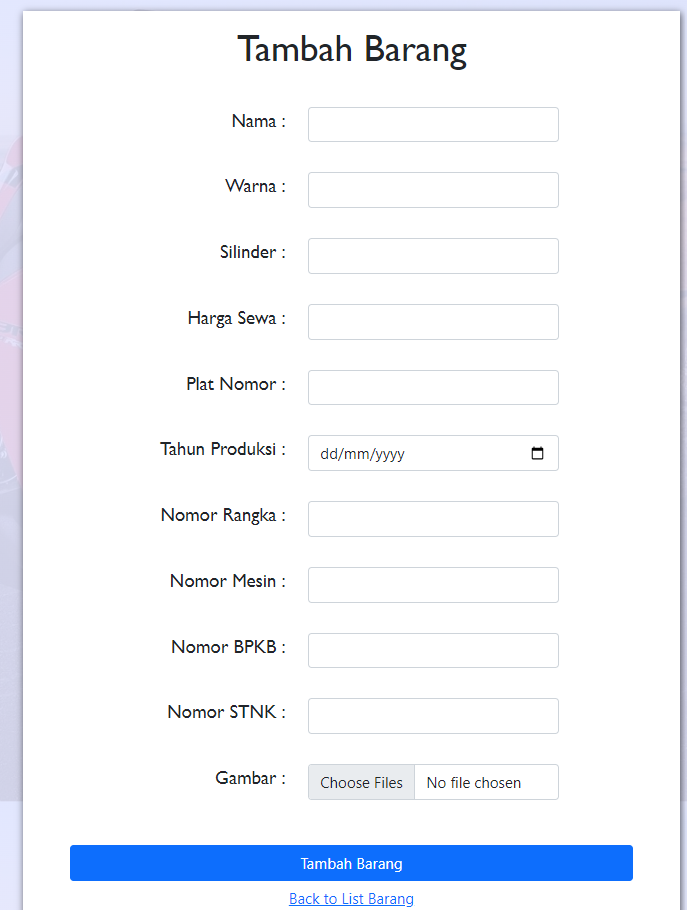 Tambah Barang
Nama :
Warna :
Silinder :
Harga Sewa :
Plat Nomor :
Tahun Produksi : dd/mm/yyyy
Nomor Rangka :
Nomor Mesin :
Nomor BPKB :
Nomor STNK :
Gambar : Choose Files No file chosen
Tambah Barang
Back to List Barang